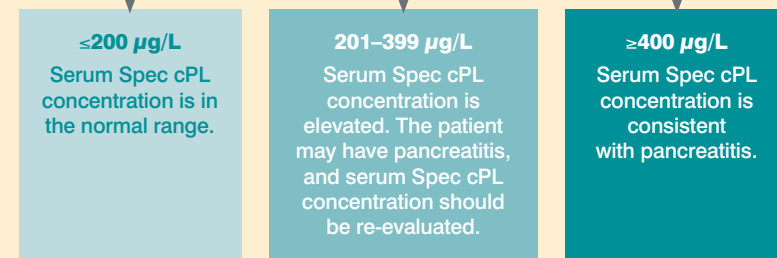 ≤200 µg/L
Serum Spec cPL
concentration is in
the normal range.
201–399 µg/L
Serum Spec cPL
concentration is
elevated. The patient
may have pancreatitis,
and serum Spec cPL
concentration should
be re-evaluated.
≥400 µg/L
Serum Spec cPL
concentration is
consistent
with pancreatitis.